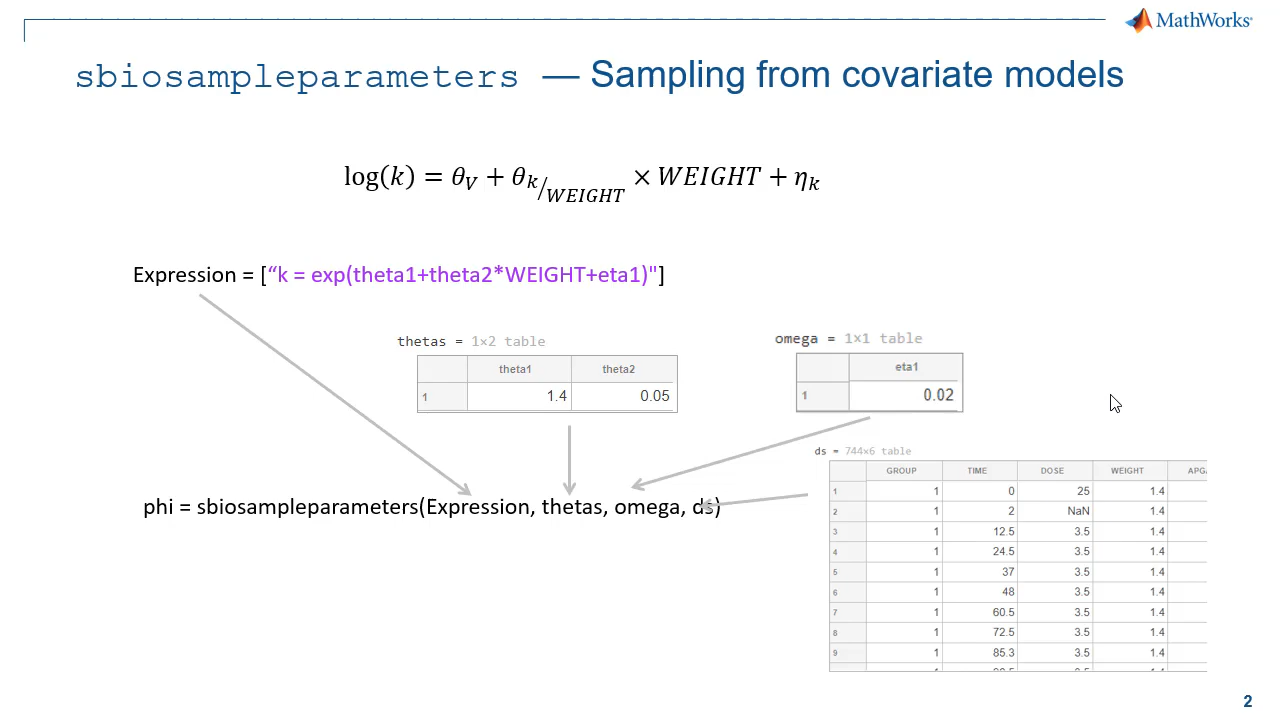 MathWorks®
sbiosampleparameters — Sampling from covariate models
log(k) = θ_V + θ_k/WEIGHT × WEIGHT + η_k
Expression = [“k = exp(theta1+theta2*WEIGHT+eta1)"]
thetas = 1×2 table
theta1 theta2
1 1.4 0.05
omega = 1×1 table
eta1
1 0.02
phi = sbiosampleparameters(Expression, thetas, omega, ds)
ds = 744×6 table
GROUP TIME DOSE WEIGHT
1 1 0 25 1.4
2 1 2 NaN 1.4
3 1 12.5 3.5 1.4
4 1 24.5 3.5 1.4
5 1 37 3.5 1.4
6 1 48 3.5 1.4
7 1 60.5 3.5 1.4
8 1 72.5 3.5 1.4
9 1 85.3 3.5 1.4
2